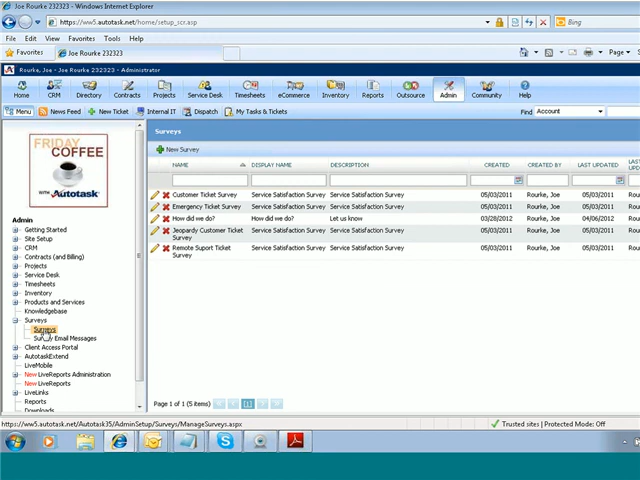 Joe Rourke 232323 - Windows Internet Explorer
https://ww5.autotask.net/home/setup_scr.asp
Bing
File Edit View Favorites Tools Help
Favorites Joe Rourke 232323
Page
Rourke, Joe - Joe Rourke 232323 - Administrator
Home CRM Directory Contracts Projects Service Desk Timesheets eCommerce Inventory Reports Outsource Admin Community
Menu News Feed New Ticket Internal IT Dispatch My Tasks & Tickets Find Account
FRIDAY
COFFEE
WITH Autotask
Admin
Getting Started
Site Setup
CRM
Contracts (and Billing)
Projects
Service Desk
Timesheets
Inventory
Products and Services
Knowledgebase
Surveys
Surveys
Survey Email Messages
Client Access Portal
AutotaskExtend
LiveMobile
New LiveReports Administration
New LiveReports
LiveLinks
Reports
Downloads
Surveys
New Survey
NAME DISPLAY NAME DESCRIPTION CREATED CREATED BY LAST UPDATED LAST UPD
Customer Ticket Survey Service Satisfaction Survey Service Satisfaction Survey 05/03/2011 Rourke, Joe 05/03/2011 Rour
Emergency Ticket Survey Service Satisfaction Survey Service Satisfaction Survey 05/03/2011 Rourke, Joe 05/03/2011 Rour
How did we do? How did we do? Let us know 03/28/2012 Rourke, Joe 04/06/2012 Rour
Jeopardy Customer Ticket Survey Service Satisfaction Survey Service Satisfaction Survey 05/03/2011 Rourke, Joe 05/03/2011 Rour
Remote Suport Ticket Survey Service Satisfaction Survey Service Satisfaction Survey 05/03/2011 Rourke, Joe 05/03/2011 Rour
Page 1 of 1 (5 items) [1]
https://ww5.autotask.net/Autotask35/AdminSetup/Surveys/ManageSurveys.aspx
Trusted sites | Protected Mode: Off